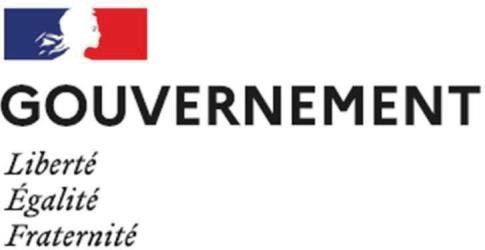 GOUVERNEMENT
Liberté
Égalité
Fraternité